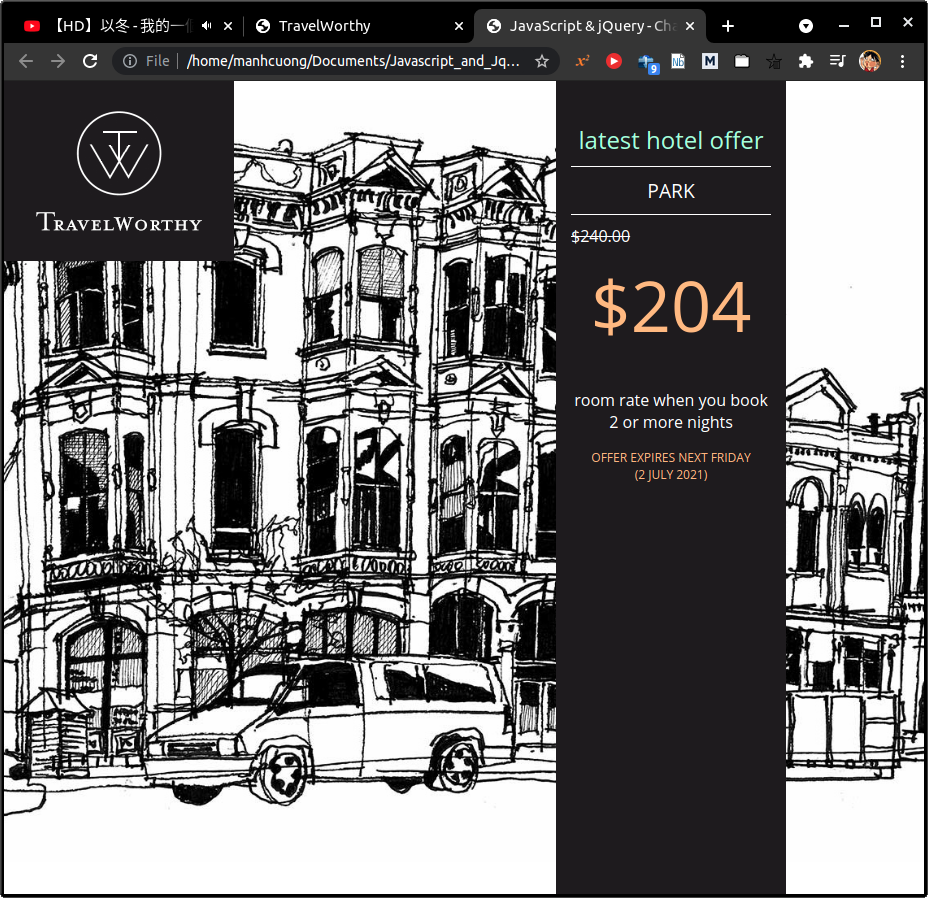 【HD】以冬 - 我的一
TravelWorthy
JavaScript & jQuery - Cha
File
/home/manhcuong/Documents/Javascript_and_Jq...
x²
9
M
TW
TRAVELWORTHY
latest hotel offer
PARK
$240.00
$204
room rate when you book
2 or more nights
OFFER EXPIRES NEXT FRIDAY
(2 JULY 2021)